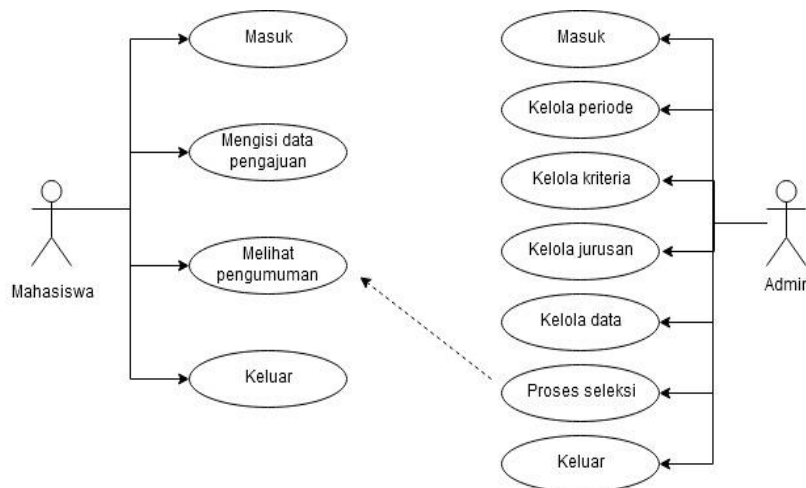 Masuk
Mengisi data
pengajuan
Melihat
pengumuman
Keluar
Mahasiswa
Masuk
Kelola periode
Kelola kriteria
Kelola jurusan
Kelola data
Proses seleksi
Keluar
Admin